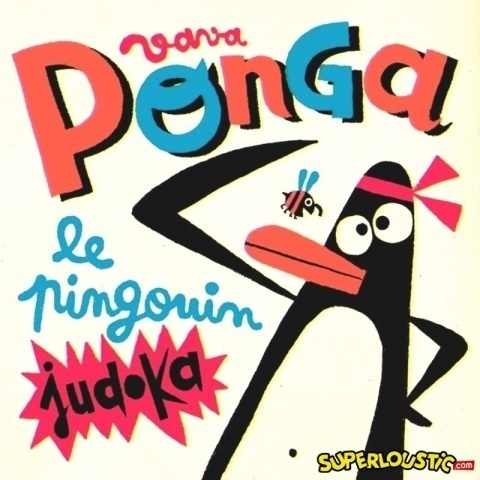 vava
PonGa
le
pingouin
judoka
SUPERLOUSTIC.com